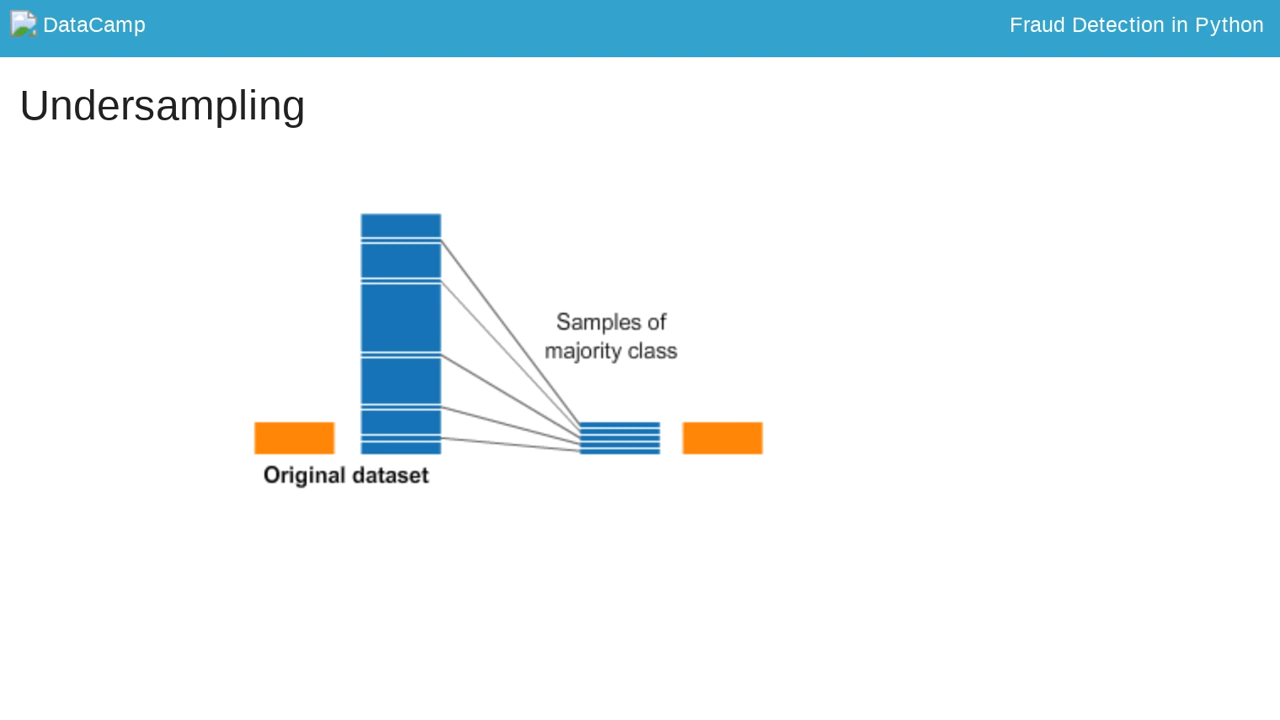 DataCamp
Fraud Detection in Python
Undersampling
Samples of
majority class
Original dataset